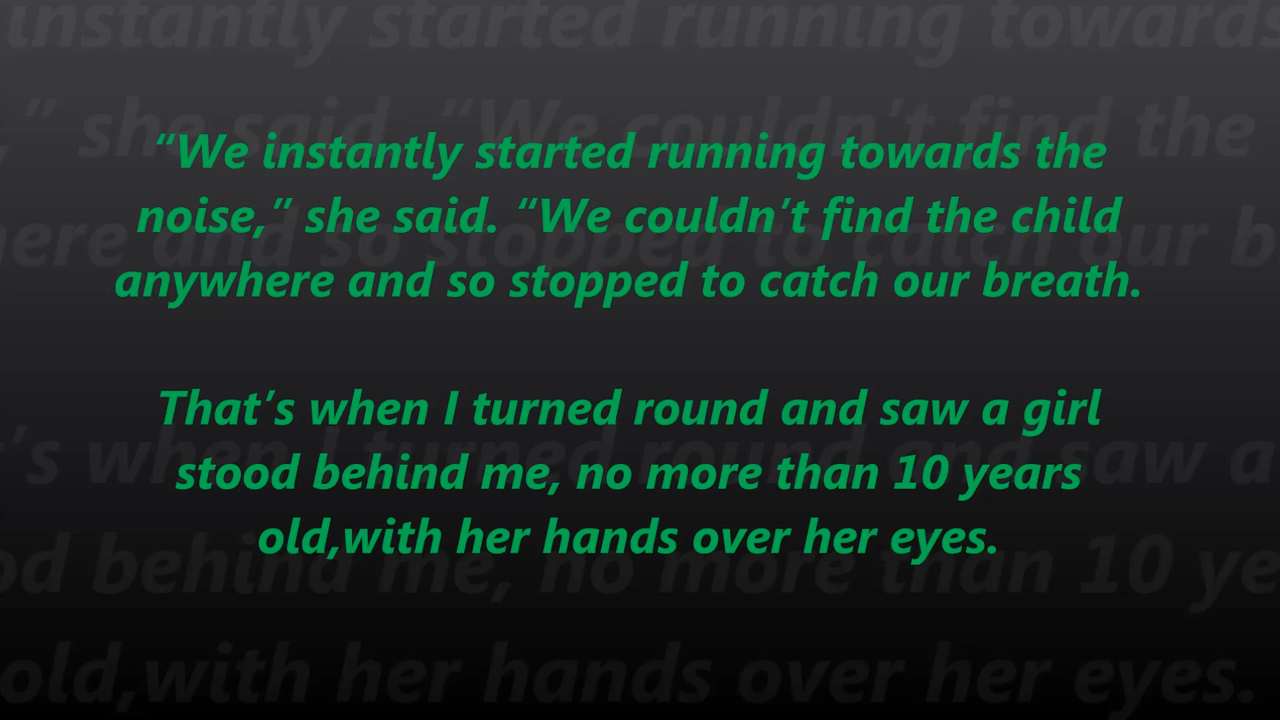 “We instantly started running towards the
noise,” she said. “We couldn’t find the child
anywhere and so stopped to catch our breath.
That’s when I turned round and saw a girl
stood behind me, no more than 10 years
old,with her hands over her eyes.